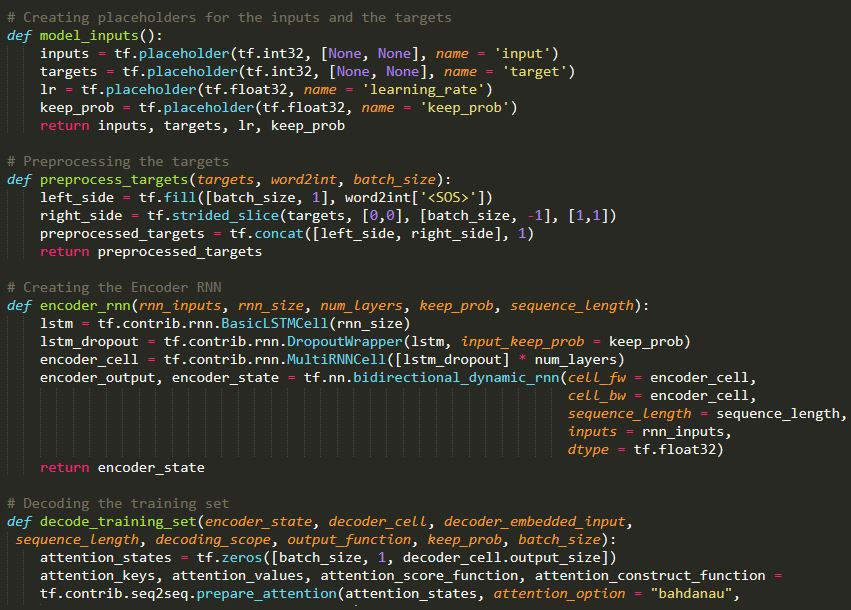 # Creating placeholders for the inputs and the targets
def model_inputs():
    inputs = tf.placeholder(tf.int32, [None, None], name = 'input')
    targets = tf.placeholder(tf.int32, [None, None], name = 'target')
    lr = tf.placeholder(tf.float32, name = 'learning_rate')
    keep_prob = tf.placeholder(tf.float32, name = 'keep_prob')
    return inputs, targets, lr, keep_prob

# Preprocessing the targets
def preprocess_targets(targets, word2int, batch_size):
    left_side = tf.fill([batch_size, 1], word2int['<SOS>'])
    right_side = tf.strided_slice(targets, [0,0], [batch_size, -1], [1,1])
    preprocessed_targets = tf.concat([left_side, right_side], 1)
    return preprocessed_targets

# Creating the Encoder RNN
def encoder_rnn(rnn_inputs, rnn_size, num_layers, keep_prob, sequence_length):
    lstm = tf.contrib.rnn.BasicLSTMCell(rnn_size)
    lstm_dropout = tf.contrib.rnn.DropoutWrapper(lstm, input_keep_prob = keep_prob)
    encoder_cell = tf.contrib.rnn.MultiRNNCell([lstm_dropout] * num_layers)
    encoder_output, encoder_state = tf.nn.bidirectional_dynamic_rnn(cell_fw = encoder_cell,
                                                                    cell_bw = encoder_cell,
                                                                    sequence_length = sequence_length,
                                                                    inputs = rnn_inputs,
                                                                    dtype = tf.float32)
    return encoder_state

# Decoding the training set
def decode_training_set(encoder_state, decoder_cell, decoder_embedded_input,
 sequence_length, decoding_scope, output_function, keep_prob, batch_size):
    attention_states = tf.zeros([batch_size, 1, decoder_cell.output_size])
    attention_keys, attention_values, attention_score_function, attention_construct_function =
    tf.contrib.seq2seq.prepare_attention(attention_states, attention_option = "bahdanau",